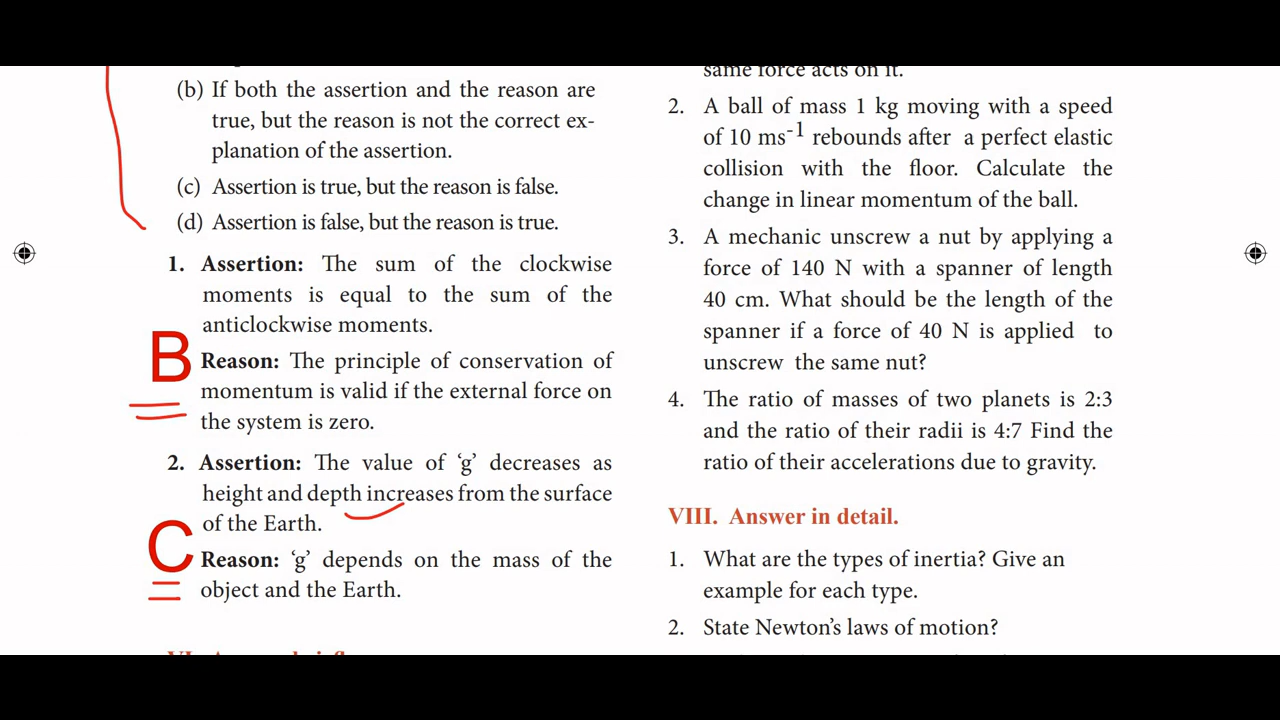 (b) If both the assertion and the reason are
true, but the reason is not the correct ex-
planation of the assertion.
(c) Assertion is true, but the reason is false.
(d) Assertion is false, but the reason is true.
1. Assertion: The sum of the clockwise
moments is equal to the sum of the
anticlockwise moments.
B
Reason: The principle of conservation of
momentum is valid if the external force on
the system is zero.
2. Assertion: The value of ‘g’ decreases as
height and depth increases from the surface
of the Earth.
C
Reason: ‘g’ depends on the mass of the
object and the Earth.
same force acts on it.
2. A ball of mass 1 kg moving with a speed
of 10 ms⁻¹ rebounds after a perfect elastic
collision with the floor. Calculate the
change in linear momentum of the ball.
3. A mechanic unscrew a nut by applying a
force of 140 N with a spanner of length
40 cm. What should be the length of the
spanner if a force of 40 N is applied to
unscrew the same nut?
4. The ratio of masses of two planets is 2:3
and the ratio of their radii is 4:7 Find the
ratio of their accelerations due to gravity.
VIII. Answer in detail.
1. What are the types of inertia? Give an
example for each type.
2. State Newton’s laws of motion?